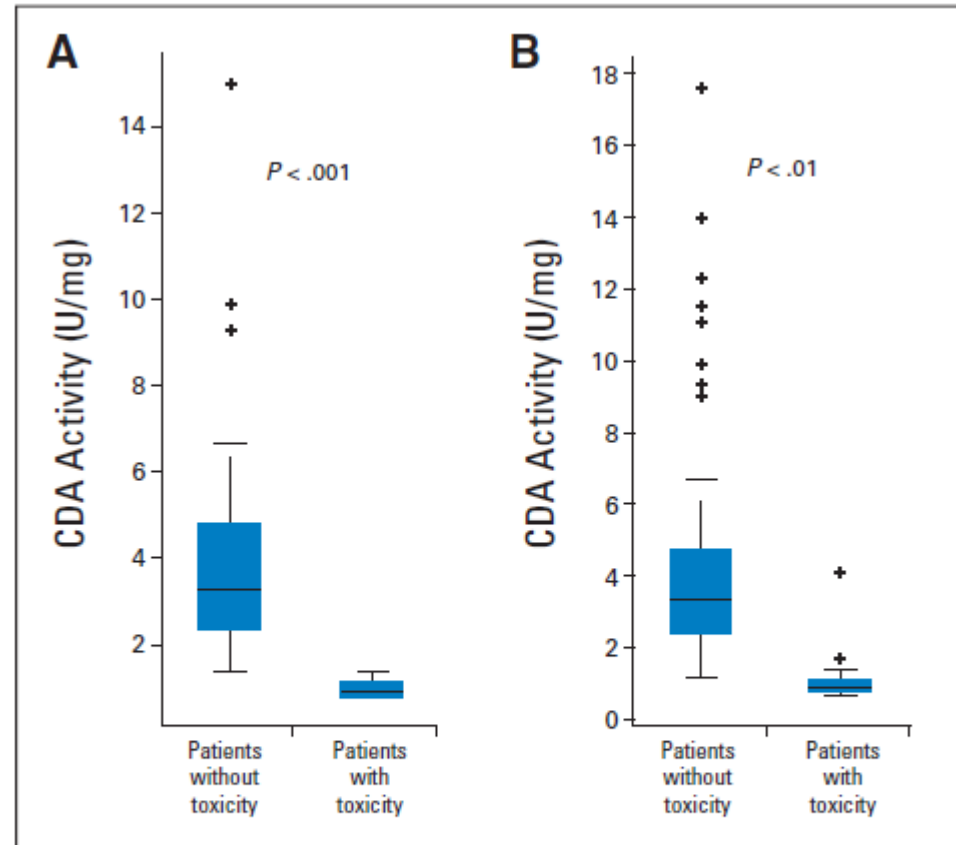 A
CDA Activity (U/mg)
14
12
10
8
6
4
2
P < .001
Patients
without
toxicity
Patients
with
toxicity
B
CDA Activity (U/mg)
18
16
14
12
10
8
6
4
2
0
P < .01
Patients
without
toxicity
Patients
with
toxicity